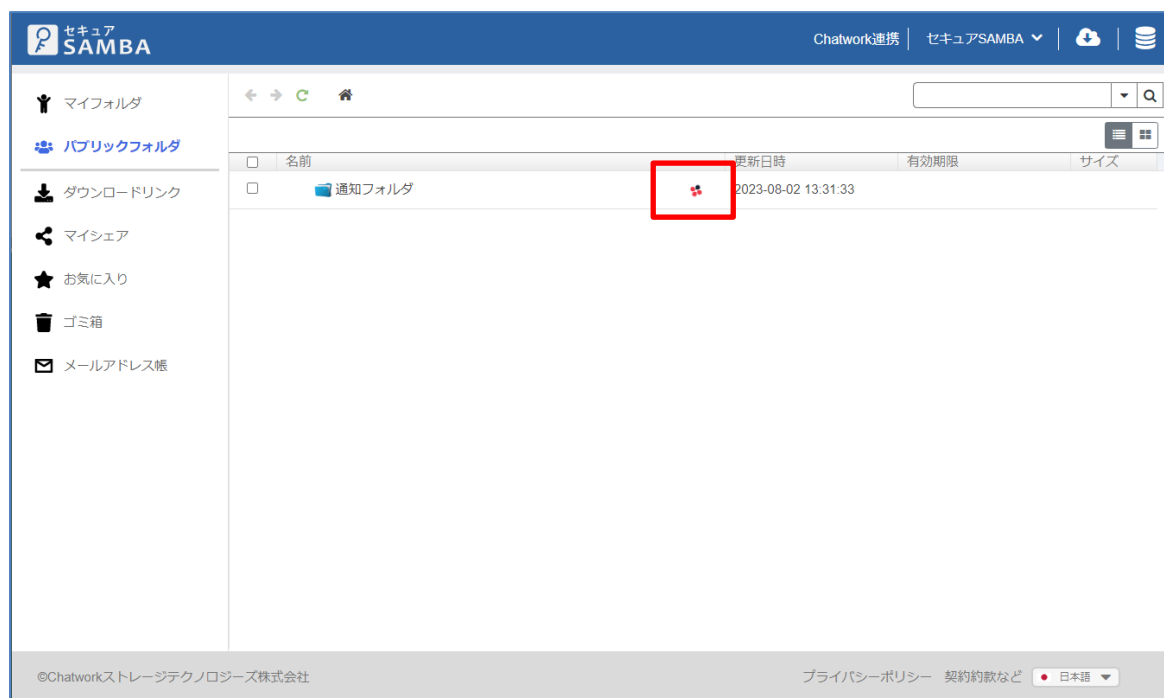 セキュア
SAMBA
Chatwork連携
セキュアSAMBA
マイフォルダ
パブリックフォルダ
ダウンロードリンク
マイシェア
お気に入り
ゴミ箱
メールアドレス帳
名前 更新日時 有効期限 サイズ
通知フォルダ 2023-08-02 13:31:33
©Chatworkストレージテクノロジーズ株式会社
プライバシーポリシー 契約約款など 日本語